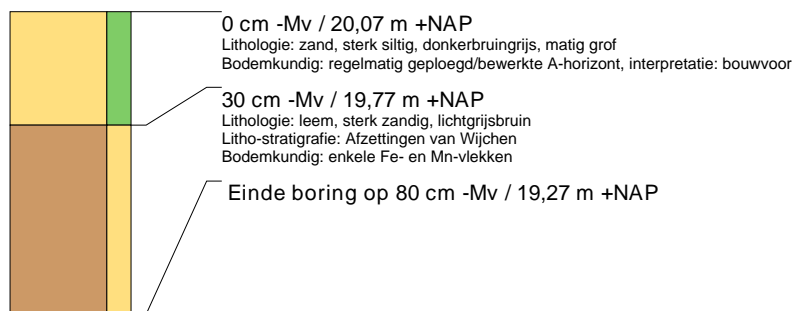 0 cm -Mv / 20,07 m +NAP
Lithologie: zand, sterk siltig, donkerbruingrijs, matig grof
Bodemkundig: regelmatig geploegd/bewerkte A-horizont, interpretatie: bouwvoor
30 cm -Mv / 19,77 m +NAP
Lithologie: leem, sterk zandig, lichtgrijsbruin
Litho-stratigrafie: Afzettingen van Wijchen
Bodemkundig: enkele Fe- en Mn-vlekken
Einde boring op 80 cm -Mv / 19,27 m +NAP